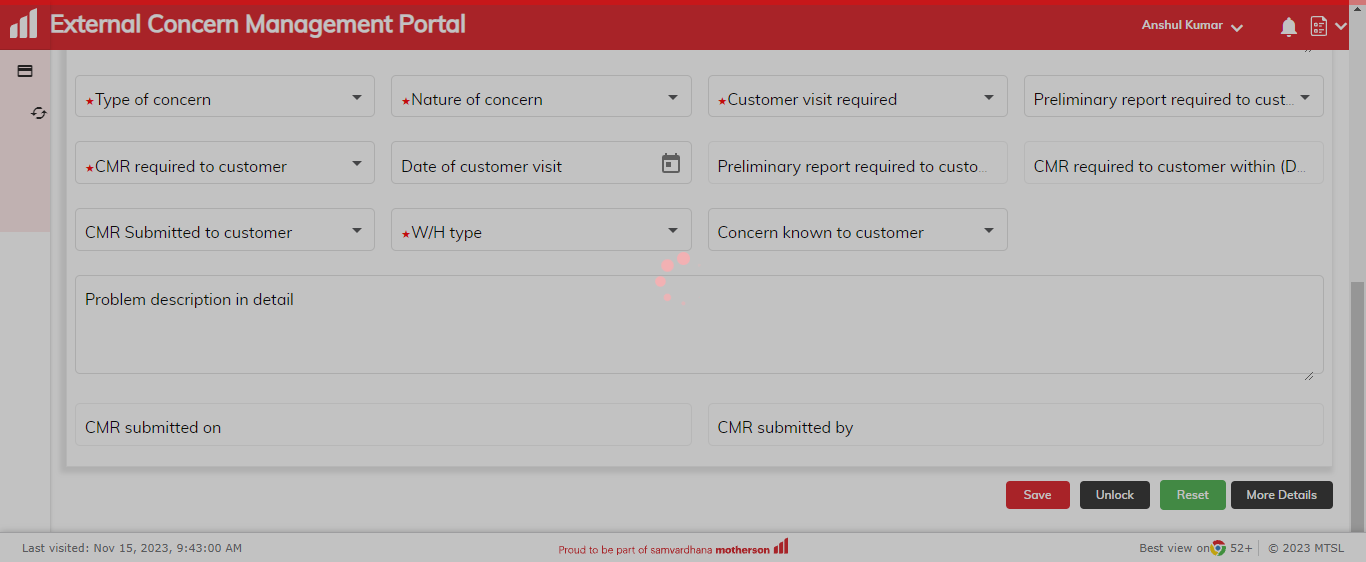 External Concern Management Portal
Anshul Kumar
★Type of concern
★Nature of concern
★Customer visit required
Preliminary report required to cust...
★CMR required to customer
Date of customer visit
Preliminary report required to custo...
CMR required to customer within (D...
CMR Submitted to customer
★W/H type
Concern known to customer
Problem description in detail
CMR submitted on
CMR submitted by
Save
Unlock
Reset
More Details
Last visited: Nov 15, 2023, 9:43:00 AM
Proud to be part of samvardhana motherson
Best view on 52+
© 2023 MTSL